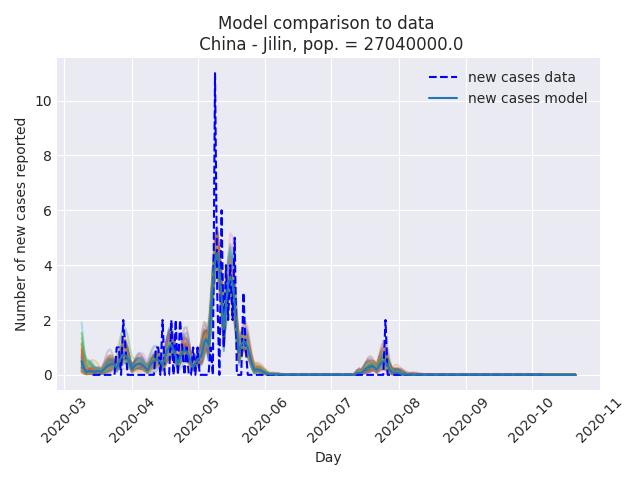 Model comparison to data
China - Jilin, pop. = 27040000.0
new cases data
new cases model
Number of new cases reported
10
8
6
4
2
0
2020-03
2020-04
2020-05
2020-06
2020-07
2020-08
2020-09
2020-10
2020-11
Day